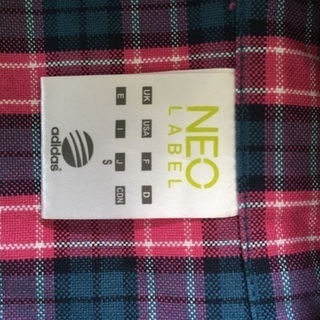 NEO
LABEL
UK USA F D
E I J CON
S
adidas